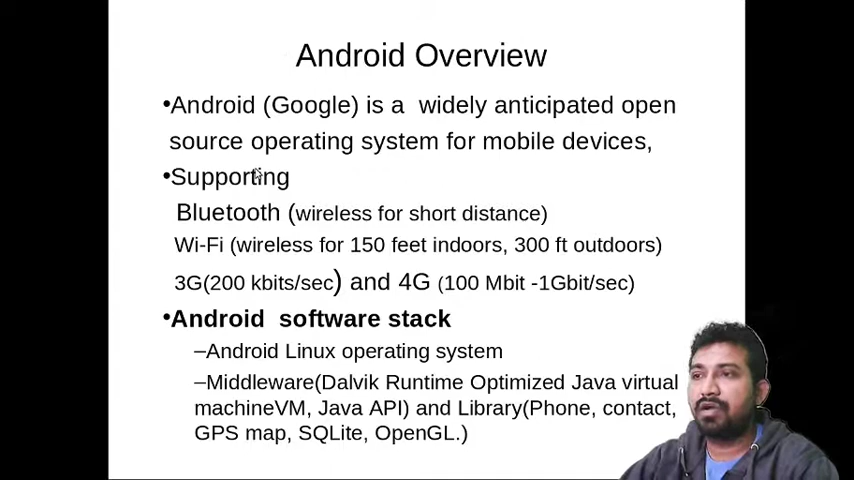 Android Overview
•Android (Google) is a widely anticipated open
source operating system for mobile devices,
•Supporting
Bluetooth (wireless for short distance)
Wi-Fi (wireless for 150 feet indoors, 300 ft outdoors)
3G(200 kbits/sec) and 4G (100 Mbit -1Gbit/sec)
•Android software stack
–Android Linux operating system
–Middleware(Dalvik Runtime Optimized Java virtual
machineVM, Java API) and Library(Phone, contact,
GPS map, SQLite, OpenGL.)